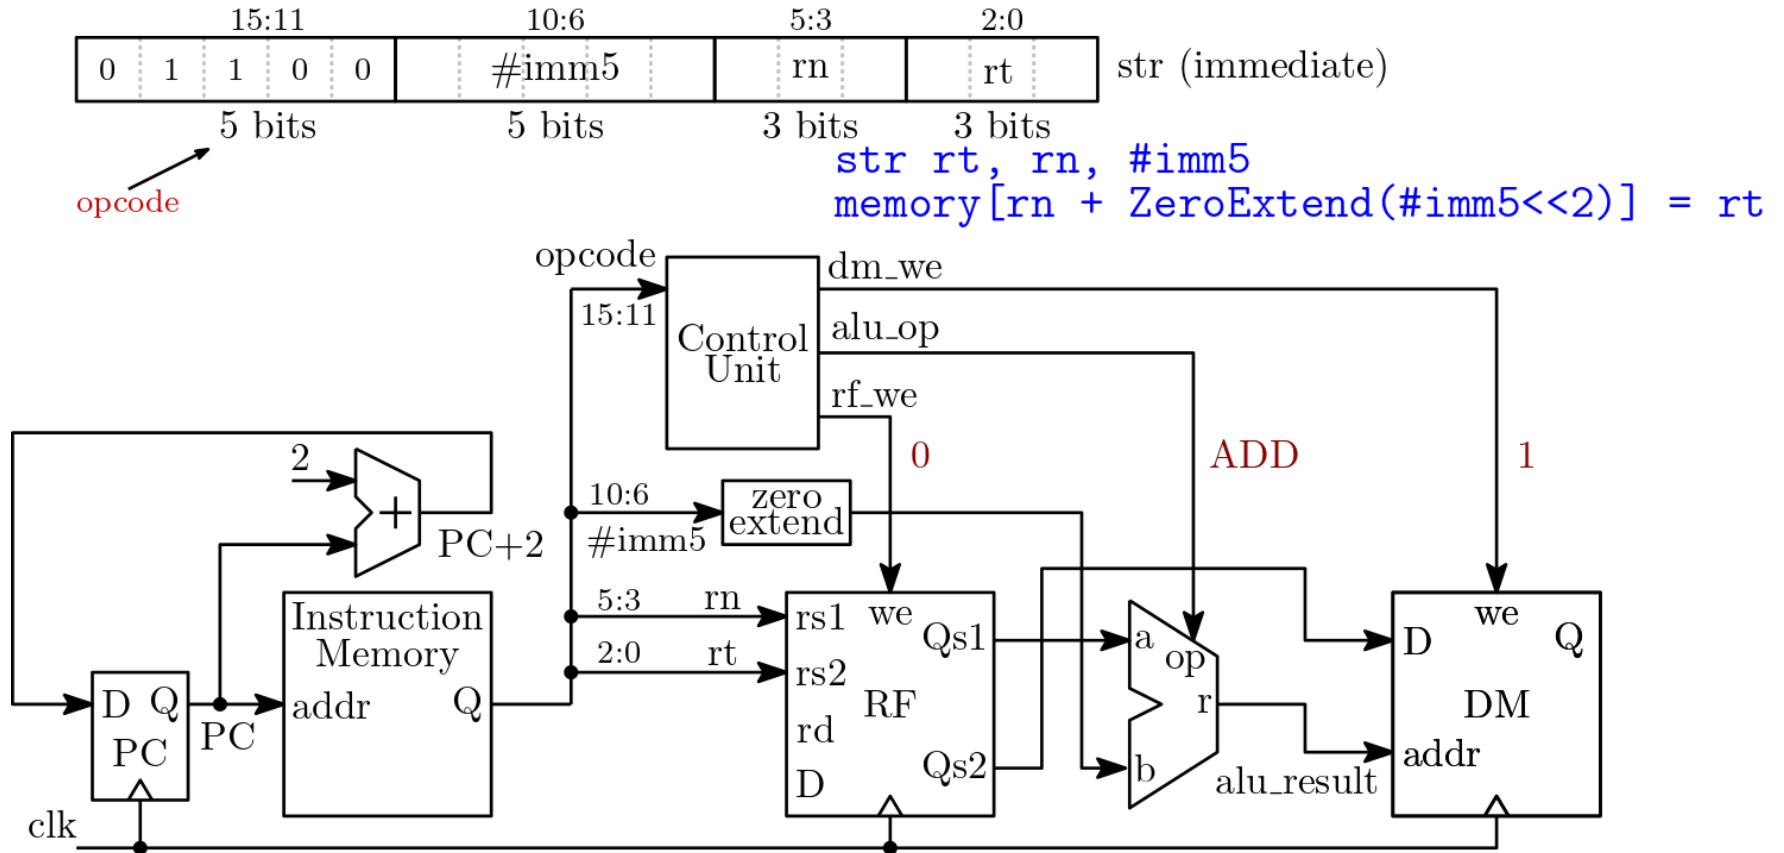 15:11 10:6 5:3 2:0
0 1 1 0 0 #imm5 rn rt str (immediate)
5 bits 5 bits 3 bits 3 bits
opcode
str rt, rn, #imm5
memory[rn + ZeroExtend(#imm5<<2)] = rt
opcode
15:11
Control
Unit
dm_we
alu_op
rf_we
0 ADD 1
2
+
PC+2
10:6
#imm5
zero
extend
5:3 rn
2:0 rt
Instruction
Memory
addr Q
D Q
PC
PC
clk
rs1 we Qs1
rs2
RF
rd
D Qs2
a
op
r
b
alu_result
we
D Q
DM
addr